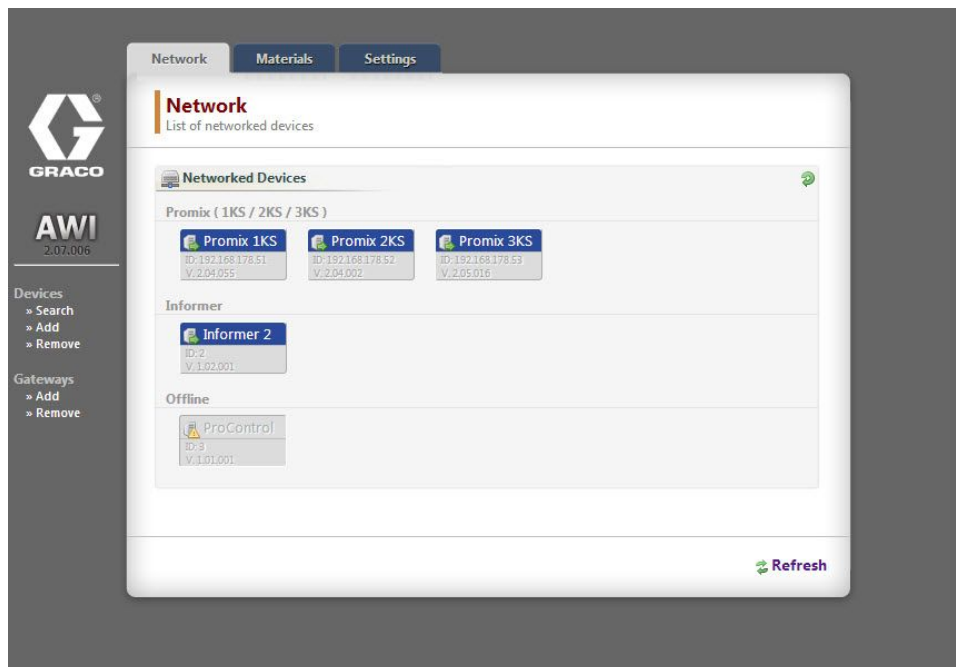 Network Materials Settings
GRACO
AWI
2.07.006
Devices
» Search
» Add
» Remove
Gateways
» Add
» Remove
Network
List of networked devices
Networked Devices
Promix ( 1KS / 2KS / 3KS )
Promix 1KS
ID: 192.168.178.51
V. 2.04.055
Promix 2KS
ID: 192.168.178.52
V. 2.04.002
Promix 3KS
ID: 192.168.178.53
V. 2.05.016
Informer
Informer 2
ID: 2
V. 1.02.001
Offline
ProControl
ID: 3
V. 1.01.001
Refresh